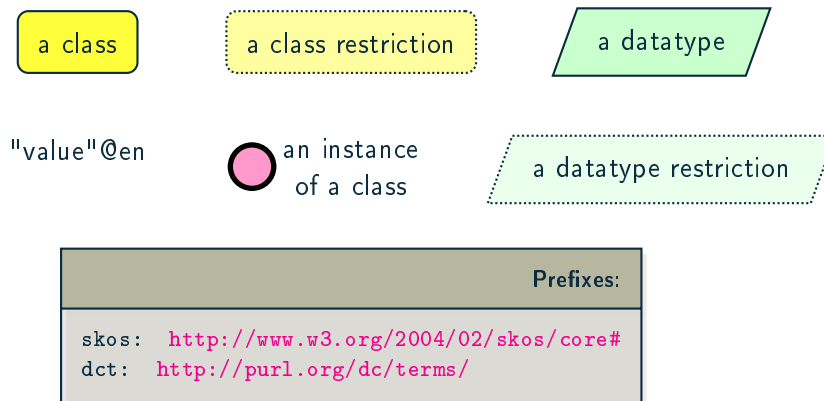 a class
a class restriction
a datatype
"value"@en
an instance
of a class
a datatype restriction
Prefixes:
skos: http://www.w3.org/2004/02/skos/core#
dct: http://purl.org/dc/terms/